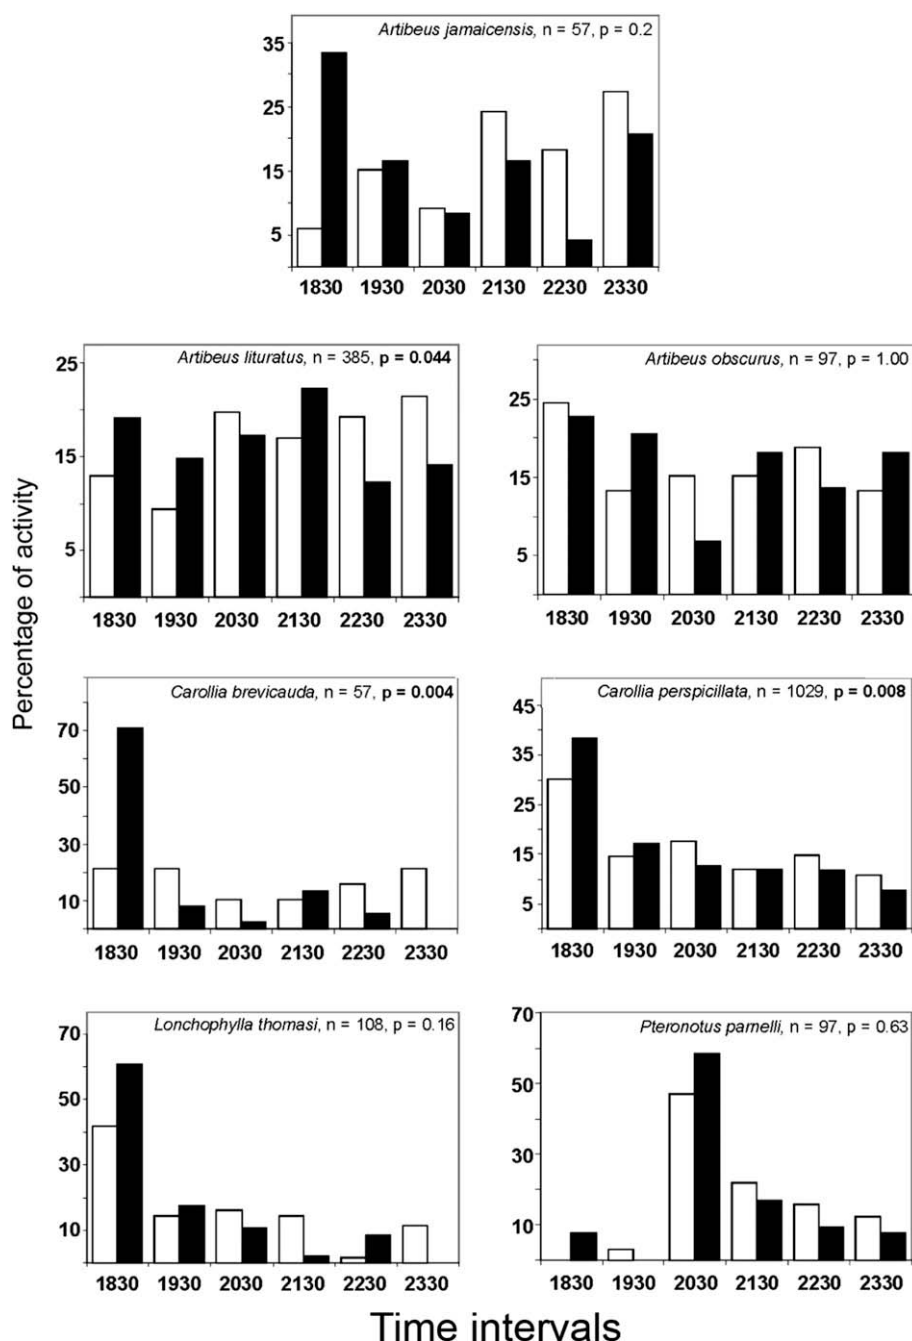 Artibeus jamaicensis, n = 57, p = 0.2
35
25
15
5
1830 1930 2030 2130 2230 2330
Percentage of activity
Artibeus lituratus, n = 385, p = 0.044
25
15
5
1830 1930 2030 2130 2230 2330
Artibeus obscurus, n = 97, p = 1.00
25
15
5
1830 1930 2030 2130 2230 2330
Carollia brevicauda, n = 57, p = 0.004
70
50
30
10
1830 1930 2030 2130 2230 2330
Carollia perspicillata, n = 1029, p = 0.008
45
35
25
15
5
1830 1930 2030 2130 2230 2330
Lonchophylla thomasi, n = 108, p = 0.16
70
50
30
10
1830 1930 2030 2130 2230 2330
Pteronotus parnelli, n = 97, p = 0.63
70
50
30
10
1830 1930 2030 2130 2230 2330
Time intervals